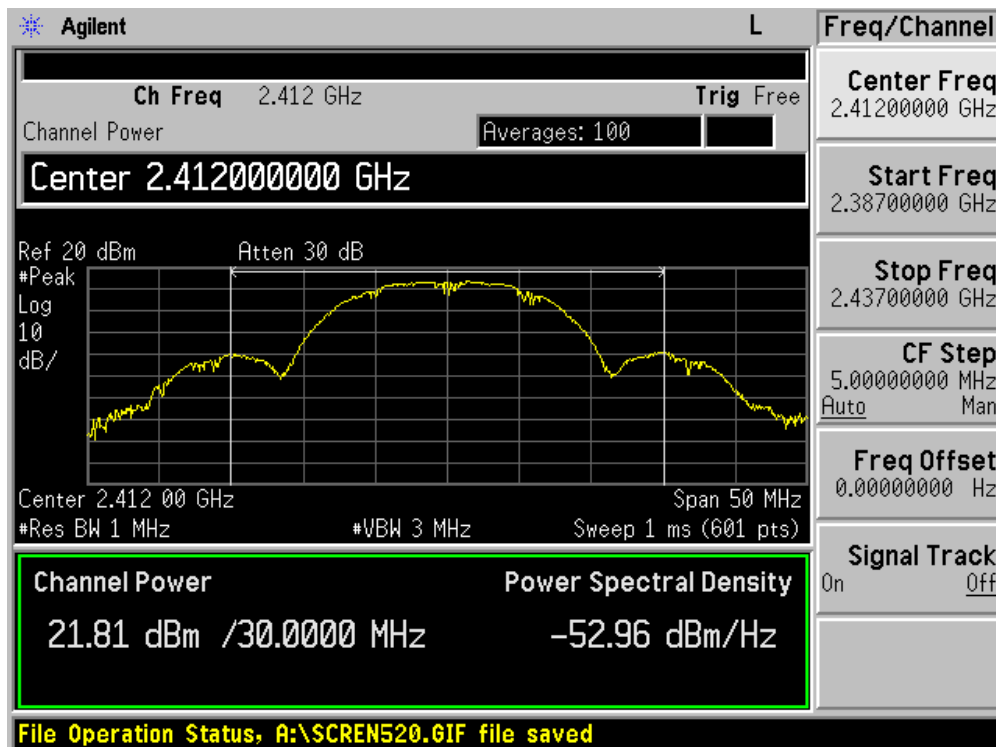 Agilent L
Ch Freq 2.412 GHz Trig Free
Channel Power Averages: 100
Center 2.412000000 GHz
Ref 20 dBm Atten 30 dB
#Peak
Log
10
dB/
Center 2.412 00 GHz Span 50 MHz
#Res BW 1 MHz #VBW 3 MHz Sweep 1 ms (601 pts)
Channel Power Power Spectral Density
21.81 dBm /30.0000 MHz -52.96 dBm/Hz
File Operation Status, A:\SCREN520.GIF file saved
Freq/Channel
Center Freq
2.41200000 GHz
Start Freq
2.38700000 GHz
Stop Freq
2.43700000 GHz
CF Step
5.00000000 MHz
Auto Man
Freq Offset
0.00000000 Hz
Signal Track
On Off